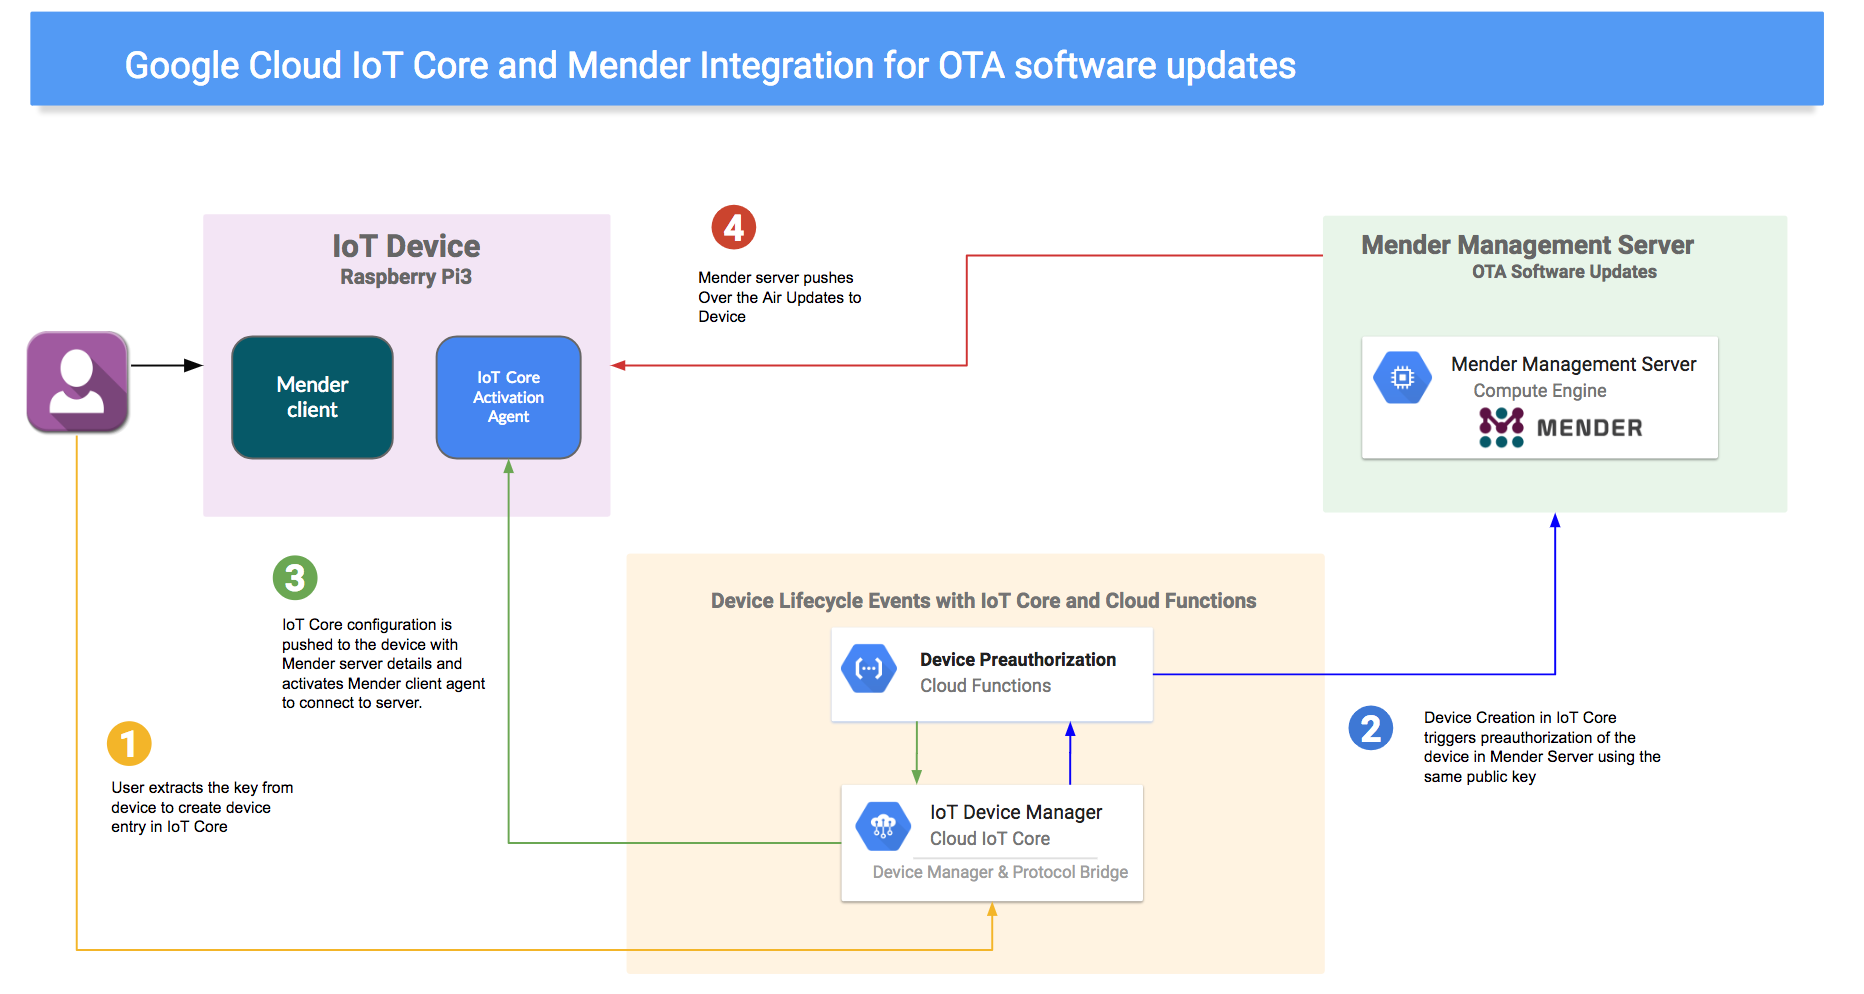 Google Cloud IoT Core and Mender Integration for OTA software updates
IoT Device
Raspberry Pi3
Mender
client
IoT Core
Activation
Agent
4
Mender server pushes
Over the Air Updates to
Device
Mender Management Server
OTA Software Updates
Mender Management Server
Compute Engine
MENDER
3
IoT Core configuration is
pushed to the device with
Mender server details and
activates Mender client agent
to connect to server.
1
User extracts the key from
device to create device
entry in IoT Core
Device Lifecycle Events with IoT Core and Cloud Functions
Device Preauthorization
Cloud Functions
IoT Device Manager
Cloud IoT Core
Device Manager & Protocol Bridge
2
Device Creation in IoT Core
triggers preauthorization of the
device in Mender Server using the
same public key